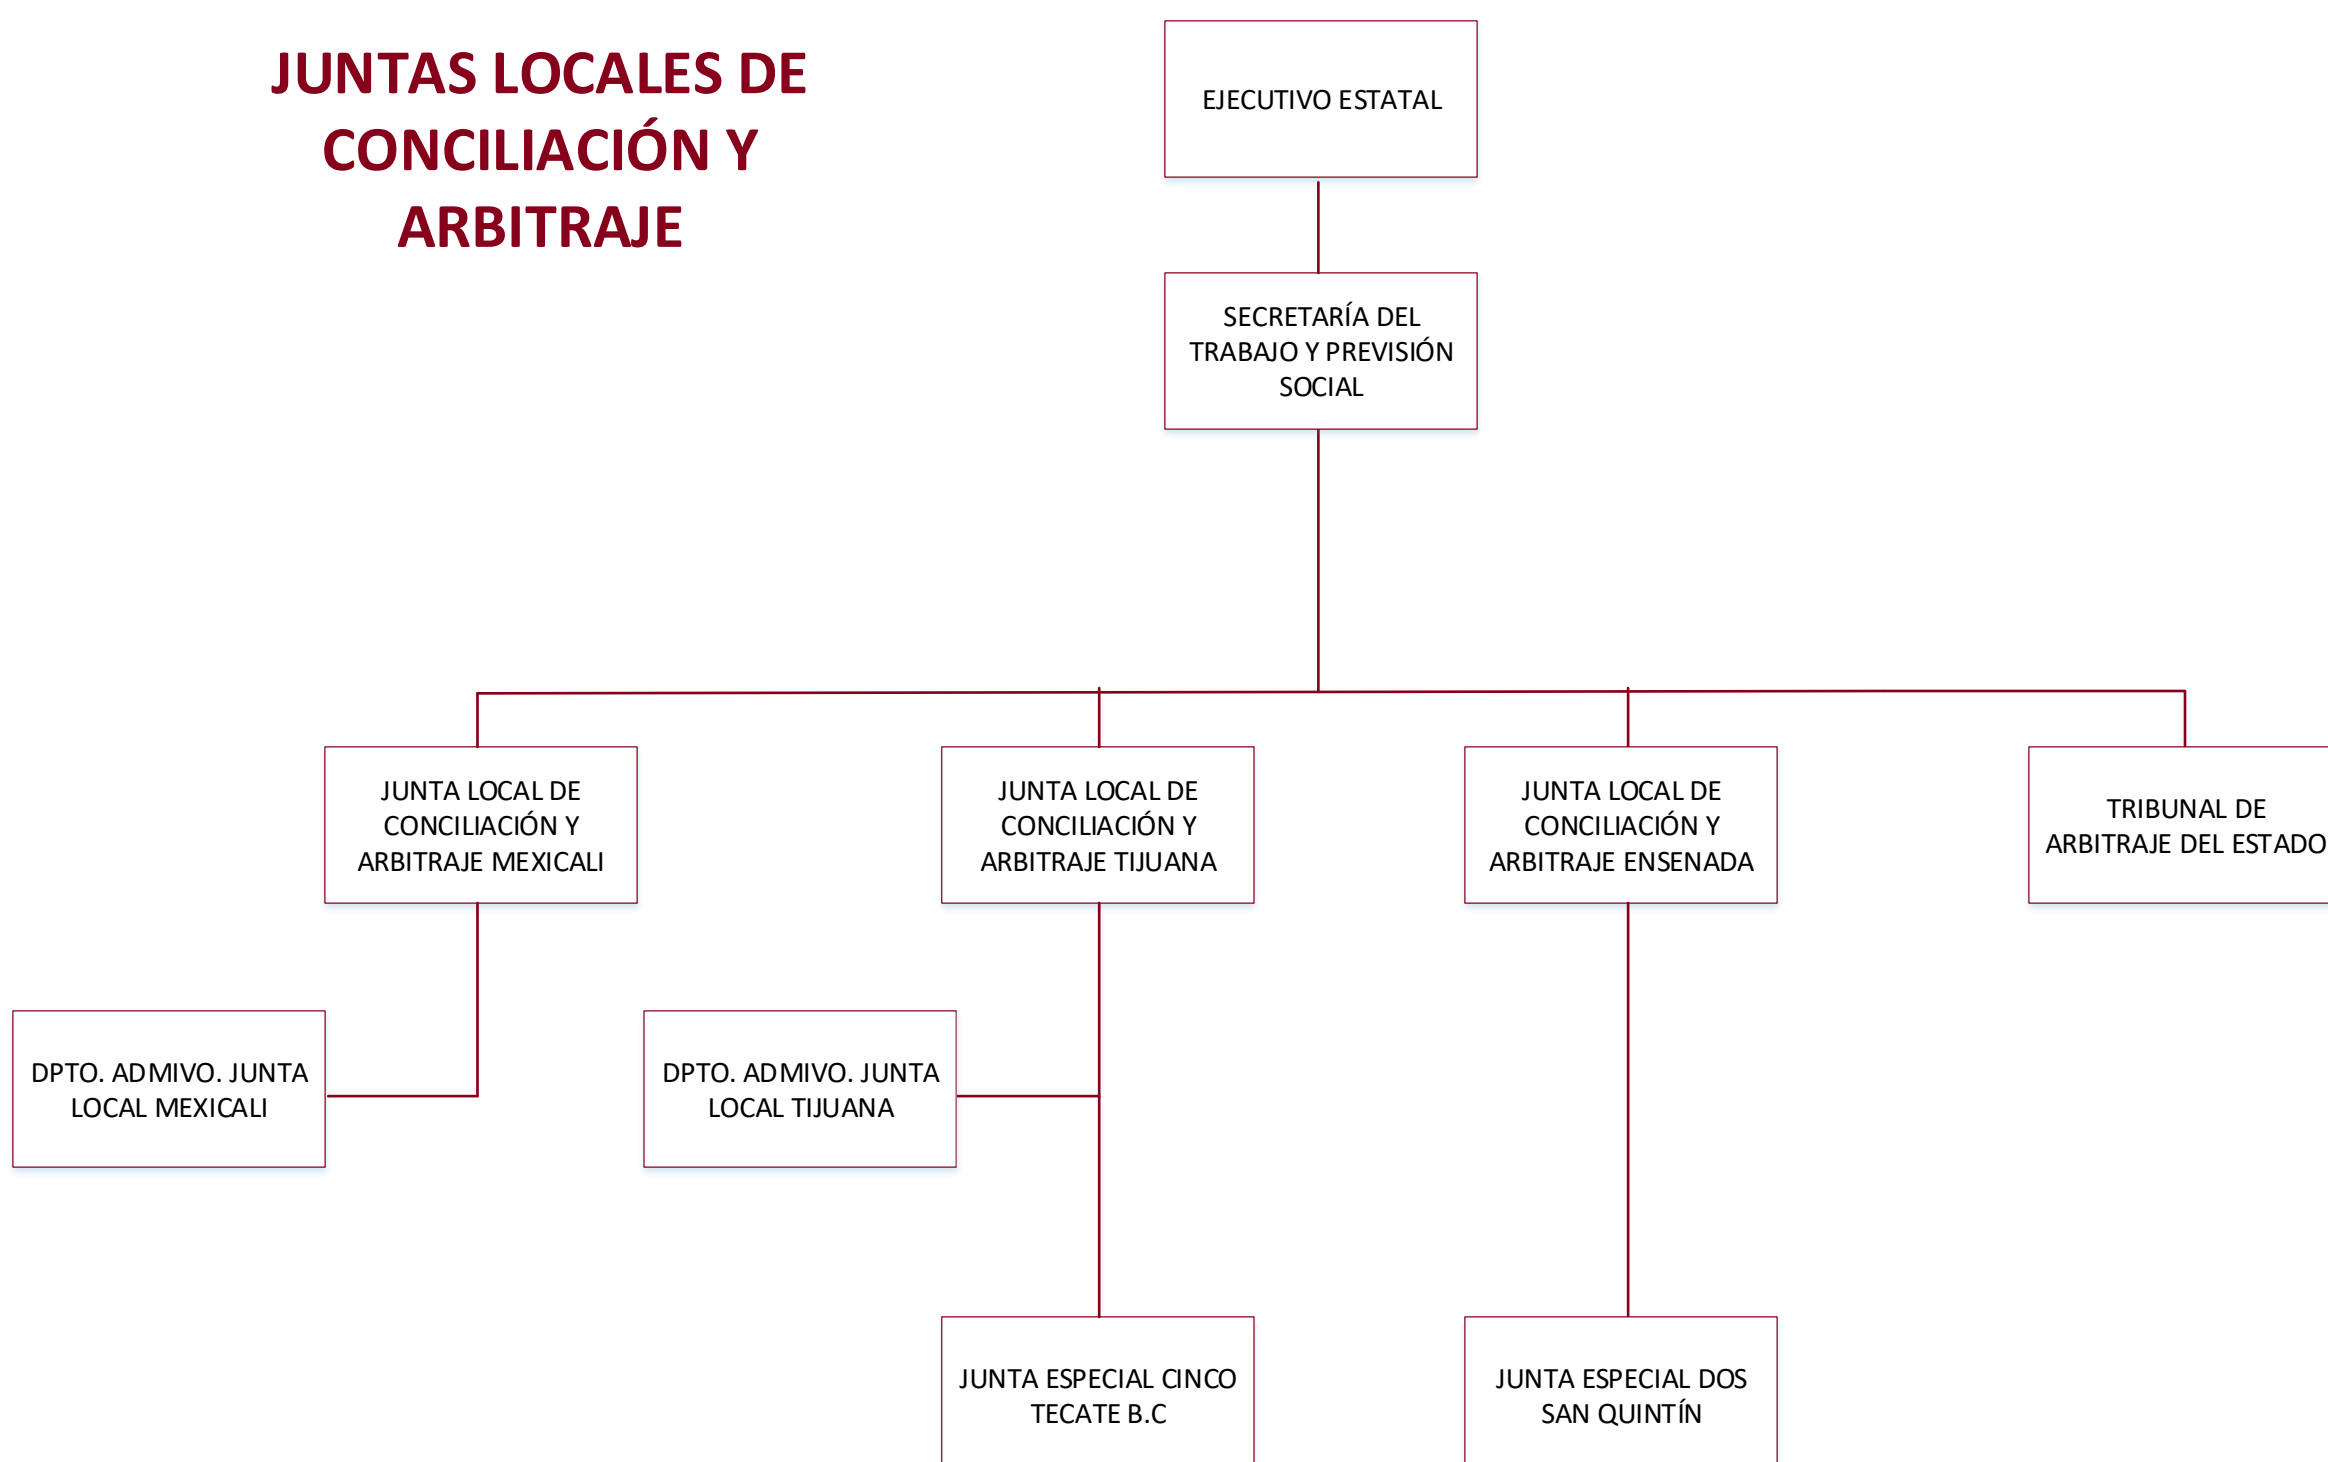 JUNTAS LOCALES DE
CONCILIACIÓN Y
ARBITRAJE
EJECUTIVO ESTATAL
SECRETARÍA DEL
TRABAJO Y PREVISIÓN
SOCIAL
JUNTA LOCAL DE
CONCILIACIÓN Y
ARBITRAJE MEXICALI
JUNTA LOCAL DE
CONCILIACIÓN Y
ARBITRAJE TIJUANA
JUNTA LOCAL DE
CONCILIACIÓN Y
ARBITRAJE ENSENADA
TRIBUNAL DE
ARBITRAJE DEL ESTADO
DPTO. ADMIVO. JUNTA
LOCAL MEXICALI
DPTO. ADMIVO. JUNTA
LOCAL TIJUANA
JUNTA ESPECIAL CINCO
TECATE B.C
JUNTA ESPECIAL DOS
SAN QUINTÍN